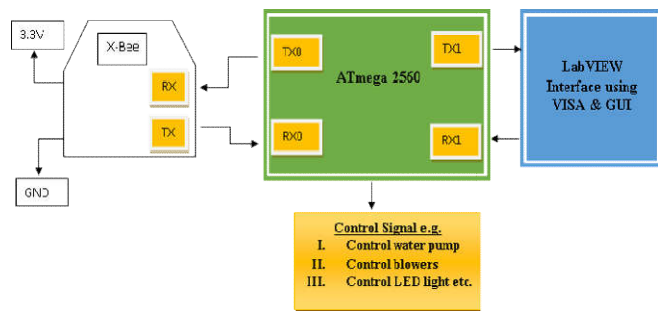 3.3V
X-Bee
RX
TX
GND
TX0
TX1
ATmega 2560
RX0
RX1
LabVIEW
Interface using
VISA & GUI
Control Signal e.g.
I. Control water pump
II. Control blowers
III. Control LED light etc.